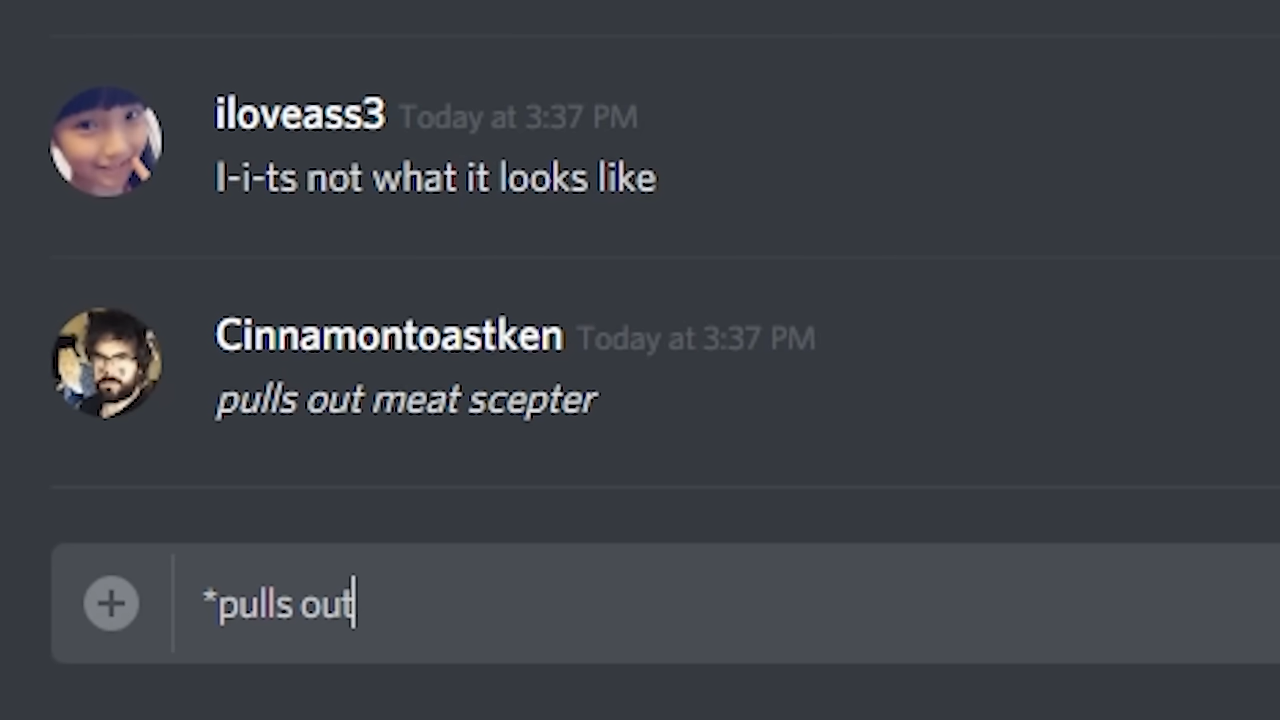 iloveass3 Today at 3:37 PM
I-i-ts not what it looks like
Cinnamontoastken Today at 3:37 PM
pulls out meat scepter
*pulls out